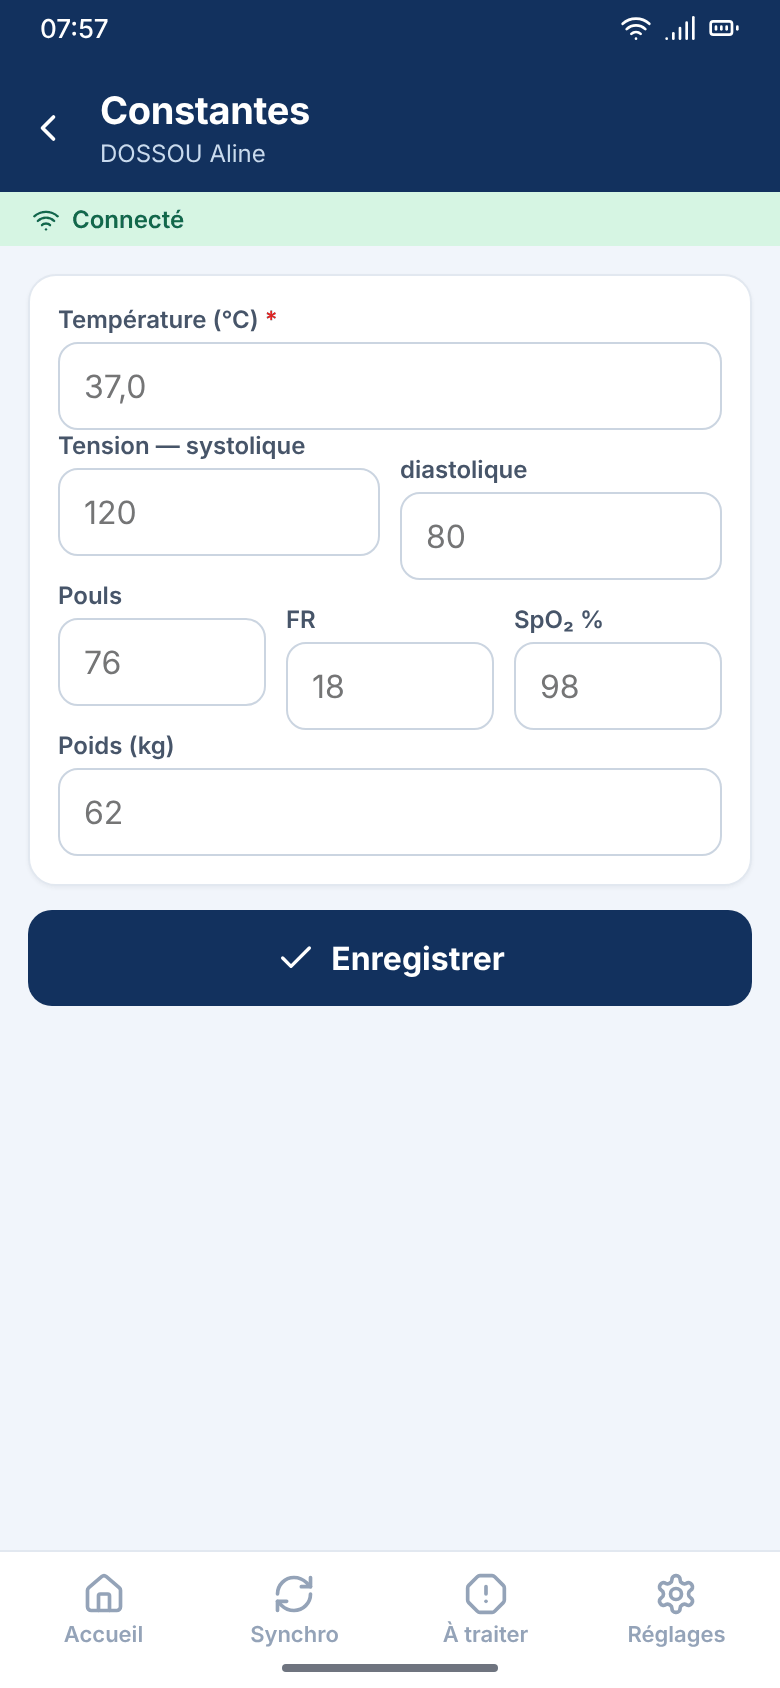 07:57
Constantes
DOSSOU Aline
Connecté
Température (°C) *
37,0
Tension — systolique
diastolique
120
80
Pouls
FR
SpO₂ %
76
18
98
Poids (kg)
62
Enregistrer
Accueil
Synchro
À traiter
Réglages